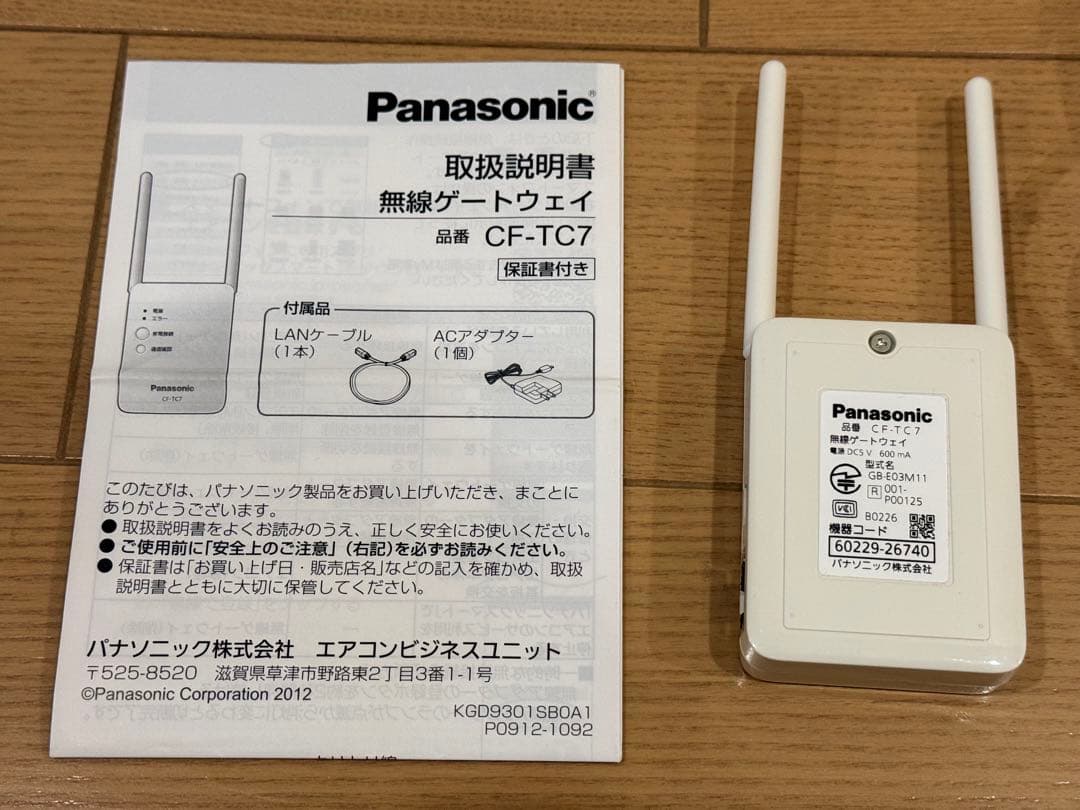 Panasonic®
取扱説明書
無線ゲートウェイ
品番 CF-TC7
保証書付き
付属品
LANケーブル
(1本)
ACアダプター
(1個)
電源
エラー
Panasonic
CF-TC7
このたびは、パナソニック製品をお買い上げいただき、まことに
ありがとうございます。
● 取扱説明書をよくお読みのうえ、正しく安全にお使いください。
● ご使用前に「安全上のご注意」(右記)を必ずお読みください。
● 保証書は「お買い上げ日・販売店名」などの記入を確かめ、取扱
説明書とともに大切に保管してください。
パナソニック株式会社 エアコンビジネスユニット
〒525-8520 滋賀県草津市野路東2丁目3番1-1号
©Panasonic Corporation 2012
KGD9301SB0A1
P0912-1092
Panasonic
品番 CF-TC7
無線ゲートウェイ
電源 DC5 V 600 mA
型式名
GB-E03M11
R 001-
P00125
B0226
機器コード
60229-26740
パナソニック株式会社